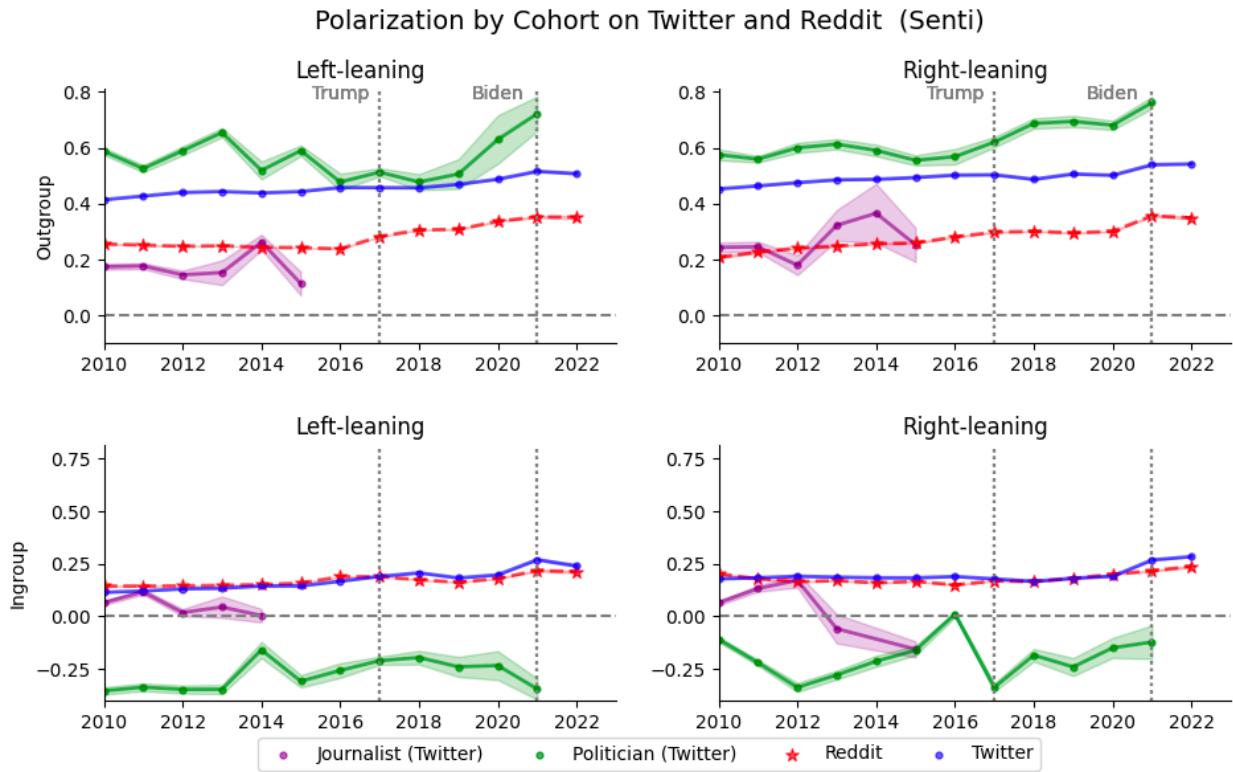 Polarization by Cohort on Twitter and Reddit (Senti)
Left-leaning
Right-leaning
Trump
Biden
Trump
Biden
Outgroup
0.8
0.6
0.4
0.2
0.0
2010 2012 2014 2016 2018 2020 2022
0.8
0.6
0.4
0.2
0.0
2010 2012 2014 2016 2018 2020 2022
Left-leaning
Right-leaning
Ingroup
0.75
0.50
0.25
0.00
−0.25
2010 2012 2014 2016 2018 2020 2022
0.75
0.50
0.25
0.00
−0.25
2010 2012 2014 2016 2018 2020 2022
Journalist (Twitter) Politician (Twitter) Reddit Twitter